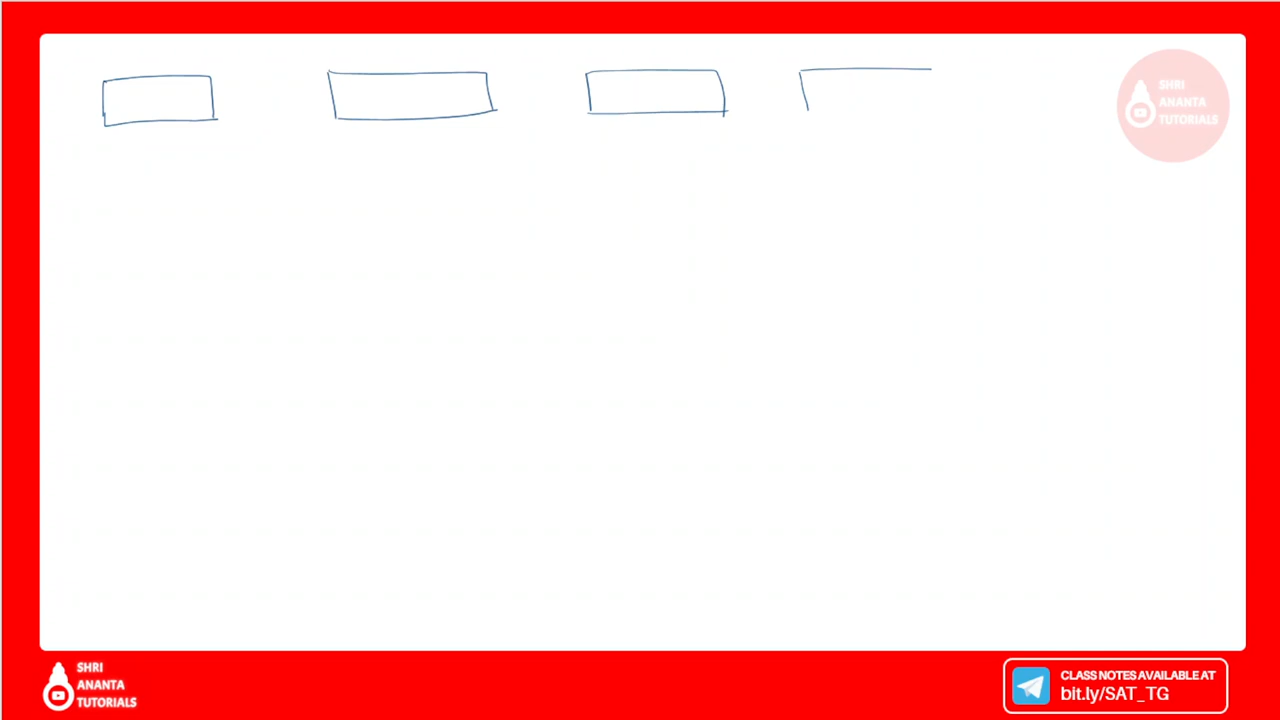 SHRI
ANANTA
TUTORIALS
SHRI
ANANTA
TUTORIALS
CLASS NOTES AVAILABLE AT
bit.ly/SAT_TG